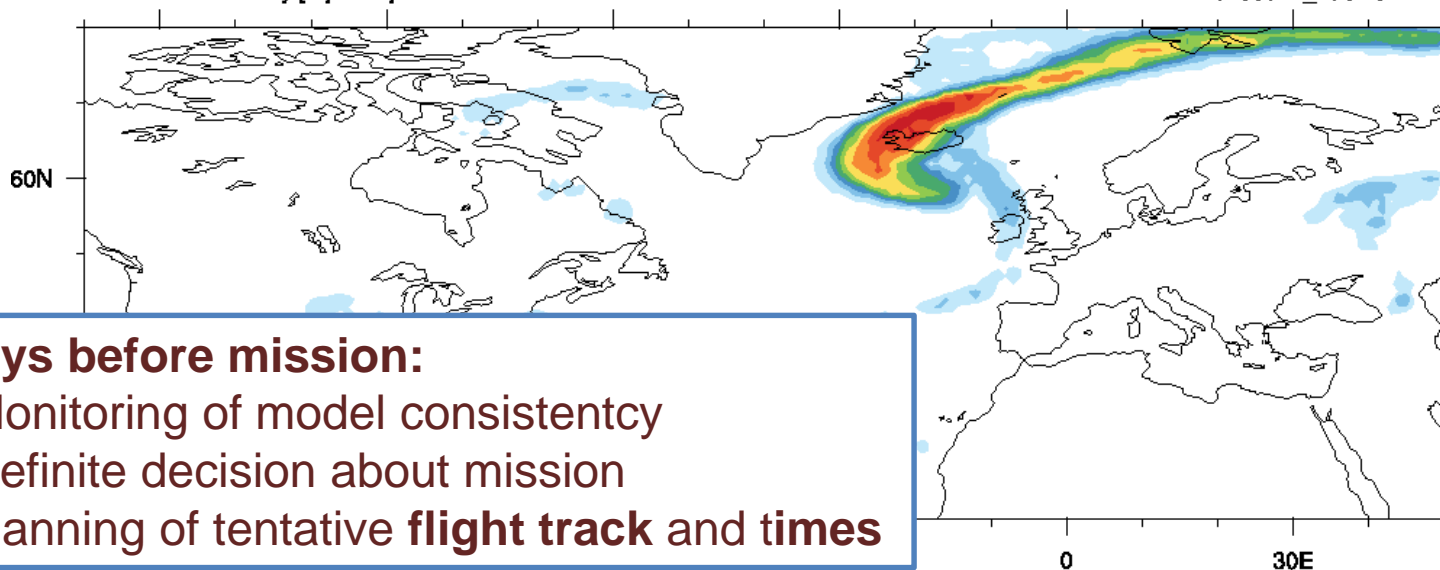 60N
ys before mission:
onitoring of model consistentcy
efinite decision about mission
anning of tentative flight track and times
0 30E